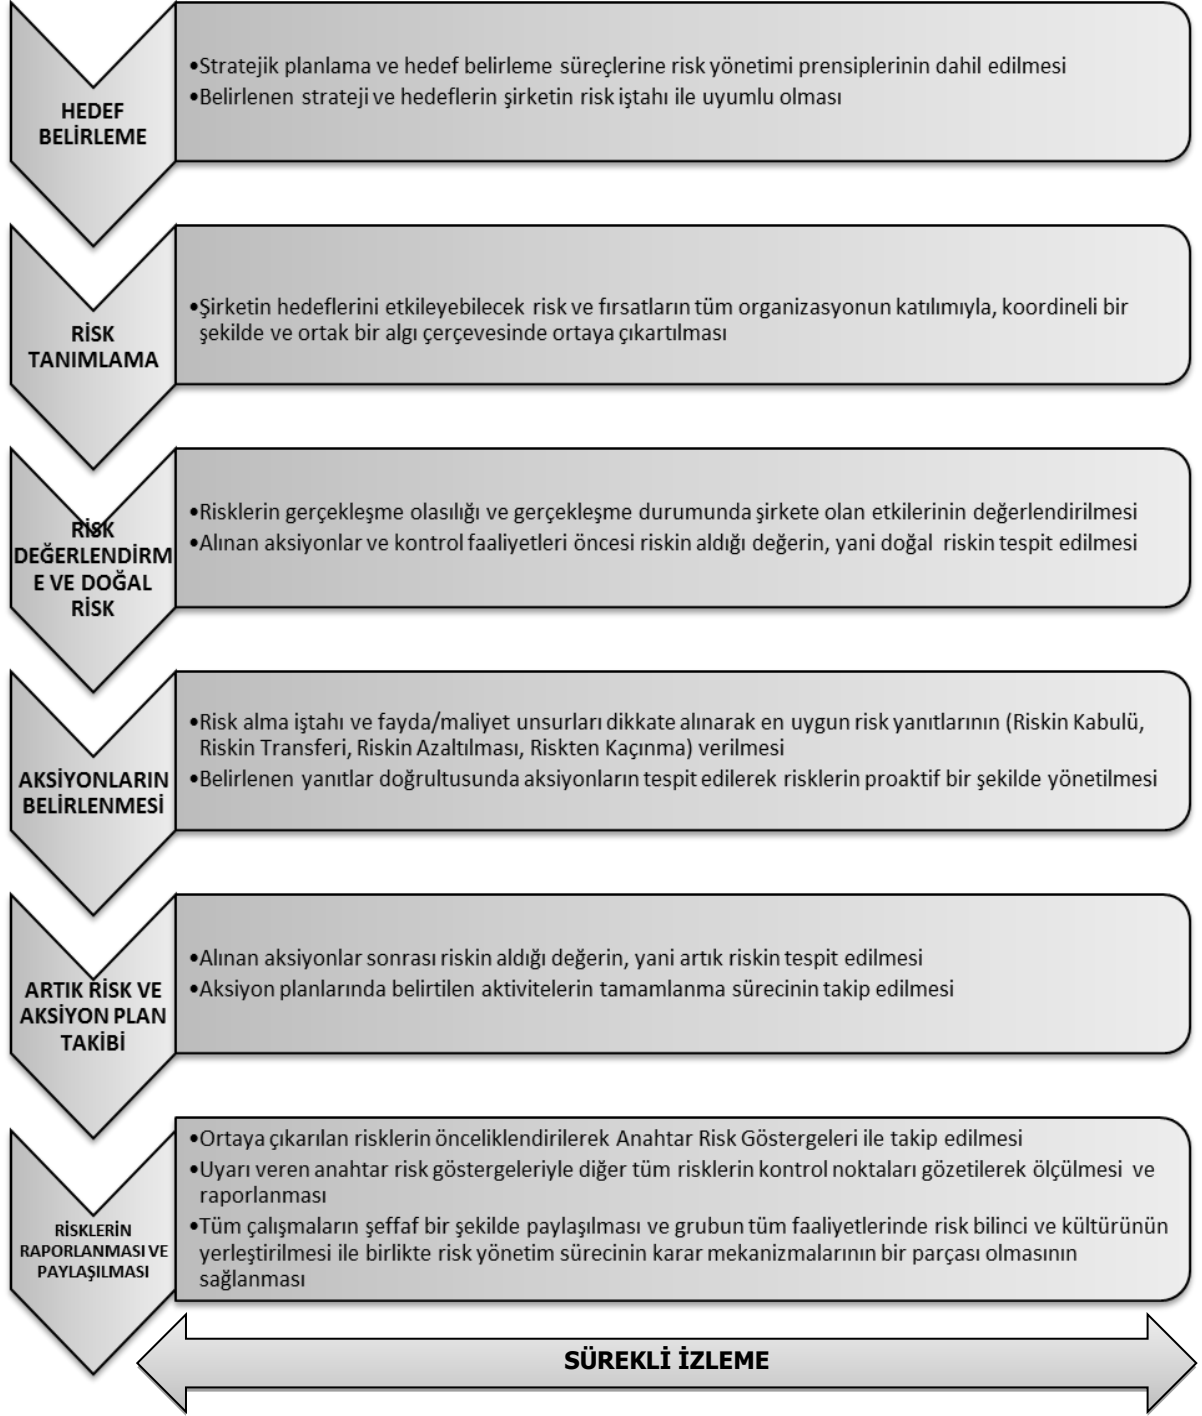 HEDEF
BELİRLEME
•Stratejik planlama ve hedef belirleme süreçlerine risk yönetimi prensiplerinin dahil edilmesi
•Belirlenen strateji ve hedeflerin şirketin risk iştahı ile uyumlu olması
RİSK
TANIMLAMA
•Şirketin hedeflerini etkileyebilecek risk ve fırsatların tüm organizasyonun katılımıyla, koordineli bir
şekilde ve ortak bir algı çerçevesinde ortaya çıkartılması
RİSK
DEĞERLENDİRM
E VE DOĞAL
RİSK
•Risklerin gerçekleşme olasılığı ve gerçekleşme durumunda şirkete olan etkilerinin değerlendirilmesi
•Alınan aksiyonlar ve kontrol faaliyetleri öncesi riskin aldığı değerin, yani doğal riskin tespit edilmesi
AKSİYONLARIN
BELİRLENMESİ
•Risk alma iştahı ve fayda/maliyet unsurları dikkate alınarak en uygun risk yanıtlarının (Riskin Kabulü,
Riskin Transferi, Riskin Azaltılması, Riskten Kaçınma) verilmesi
•Belirlenen yanıtlar doğrultusunda aksiyonların tespit edilerek risklerin proaktif bir şekilde yönetilmesi
ARTIK RİSK VE
AKSİYON PLAN
TAKİBİ
•Alınan aksiyonlar sonrası riskin aldığı değerin, yani artık riskin tespit edilmesi
•Aksiyon planlarında belirtilen aktivitelerin tamamlanma sürecinin takip edilmesi
RİSKLERİN
RAPORLANMASI VE
PAYLAŞILMASI
•Ortaya çıkarılan risklerin önceliklendirilerek Anahtar Risk Göstergeleri ile takip edilmesi
•Uyarı veren anahtar risk göstergeleriyle diğer tüm risklerin kontrol noktaları gözetilerek ölçülmesi ve
raporlanması
•Tüm çalışmaların şeffaf bir şekilde paylaşılması ve grubun tüm faaliyetlerinde risk bilinci ve kültürünün
yerleştirilmesi ile birlikte risk yönetim sürecinin karar mekanizmalarının bir parçası olmasının
sağlanması
SÜREKLİ İZLEME